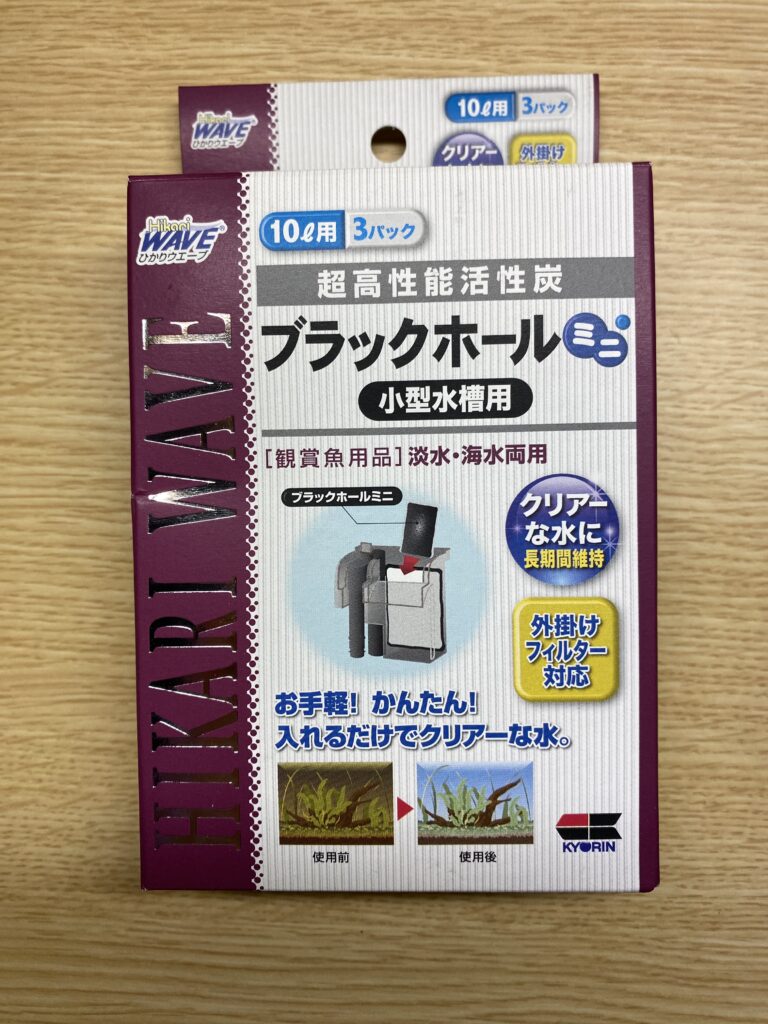 Hikari
WAVE
ひかりウエーブ
10ℓ用 3パック
クリアー
外掛け
Hikari
WAVE®
ひかりウエーブ
HIKARI WAVE
10ℓ用 3パック
超高性能活性炭
ブラックホールミニ
小型水槽用
[観賞魚用品]淡水・海水両用
ブラックホールミニ
クリアー
な水に
長期間維持
外掛け
フィルター
対応
お手軽!かんたん!
入れるだけでクリアーな水。
使用前
使用後
KYORIN